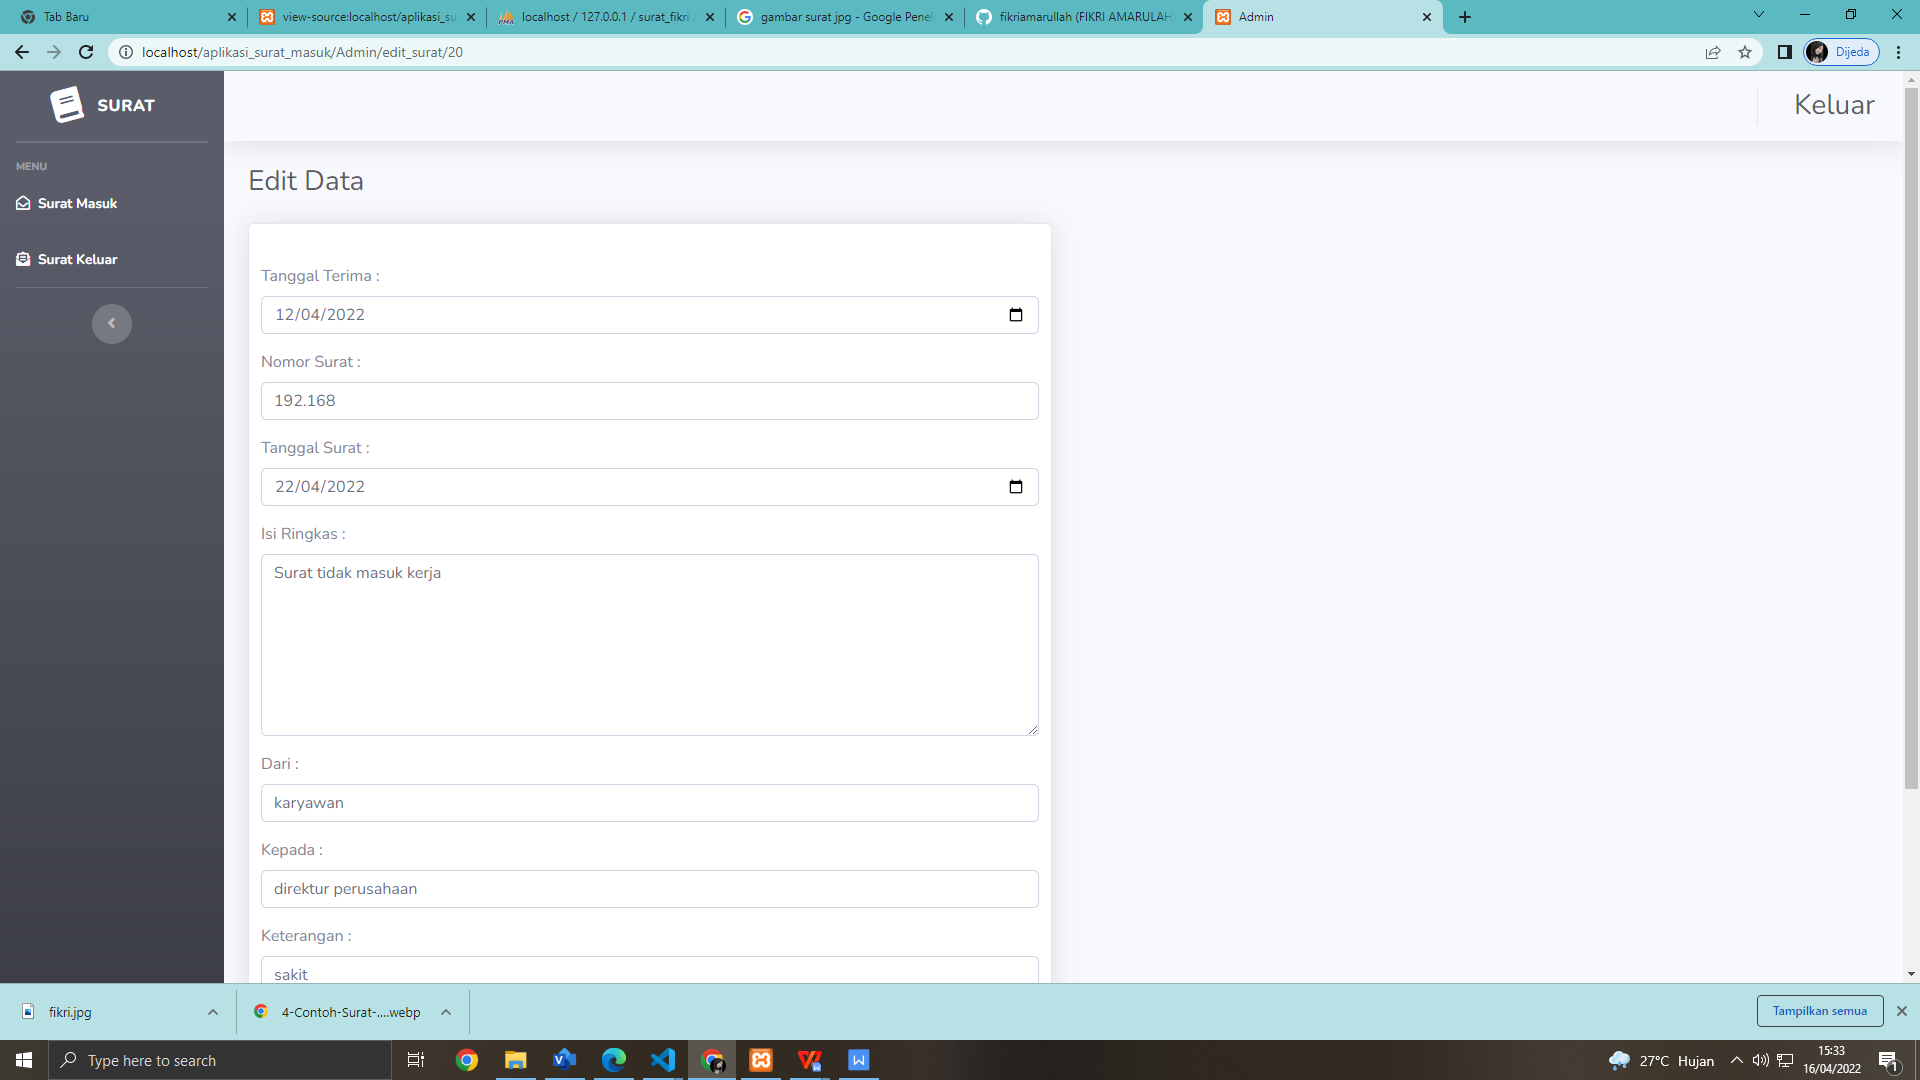 Tab Baru
view-source:localhost/aplikasi_su
localhost / 127.0.0.1 / surat_fikri /
gambar surat jpg - Google Penel
fikriamarullah (FIKRI AMARULAH
Admin
localhost/aplikasi_surat_masuk/Admin/edit_surat/20
Dijeda
SURAT
Keluar
MENU
Surat Masuk
Surat Keluar
Edit Data
Tanggal Terima :
12/04/2022
Nomor Surat :
192.168
Tanggal Surat :
22/04/2022
Isi Ringkas :
Surat tidak masuk kerja
Dari :
karyawan
Kepada :
direktur perusahaan
Keterangan :
sakit
fikri.jpg
4-Contoh-Surat-....webp
Tampilkan semua
Type here to search
27°C Hujan
15:33
16/04/2022
1